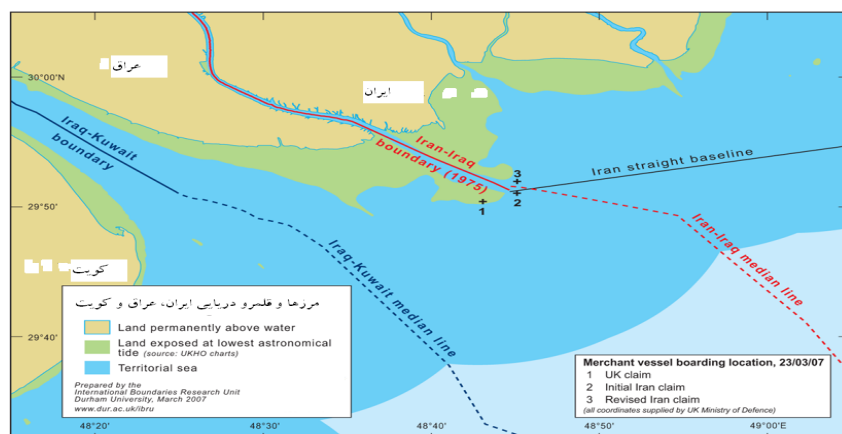 عراق
30°00'N
ایران
Iraq-Kuwait
boundary
Iran-Iraq
boundary (1975)
3
Iran straight baseline
1
2
29°50'
Iran-Iraq
median line
Iraq-Kuwait median line
کویت
مرزها و قلمرو دریایی ایران، عراق و کویت
Land permanently above water
Land exposed at lowest astronomical
tide (source: UKHO charts)
Territorial sea
Prepared by the
International Boundaries Research Unit
Durham University, March 2007
www.dur.ac.uk/ibru
29°40'
Merchant vessel boarding location, 23/03/07
1 UK claim
2 Initial Iran claim
3 Revised Iran claim
(all coordinates supplied by UK Ministry of Defence)
48°20' 48°30' 48°40' 48°50' 49°00'E